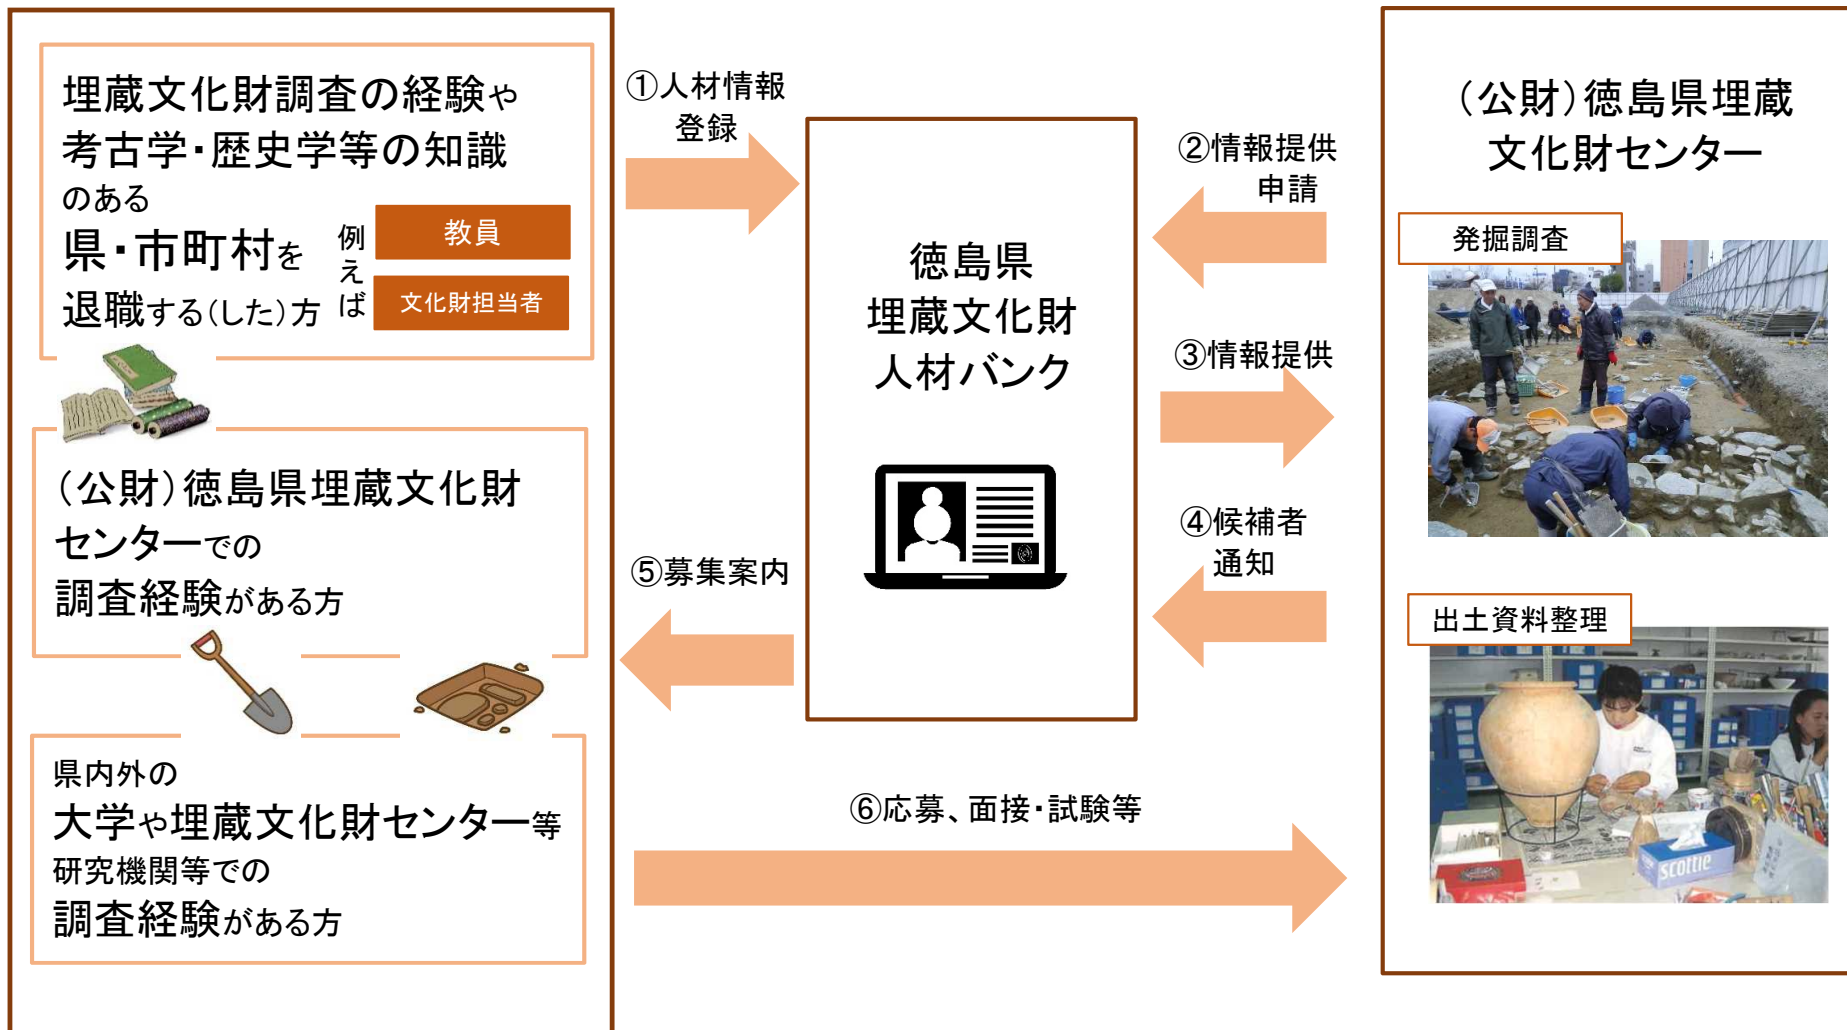 埋蔵文化財調査の経験や
考古学・歴史学等の知識
のある
県・市町村を
退職する(した)方
例えば
教員
文化財担当者
(公財)徳島県埋蔵文化財
センターでの
調査経験がある方
県内外の
大学や埋蔵文化財センター等
研究機関等での
調査経験がある方
①人材情報
登録
⑤募集案内
徳島県
埋蔵文化財
人材バンク
②情報提供
申請
③情報提供
④候補者
通知
⑥応募、面接・試験等
(公財)徳島県埋蔵
文化財センター
発掘調査
出土資料整理
scottie